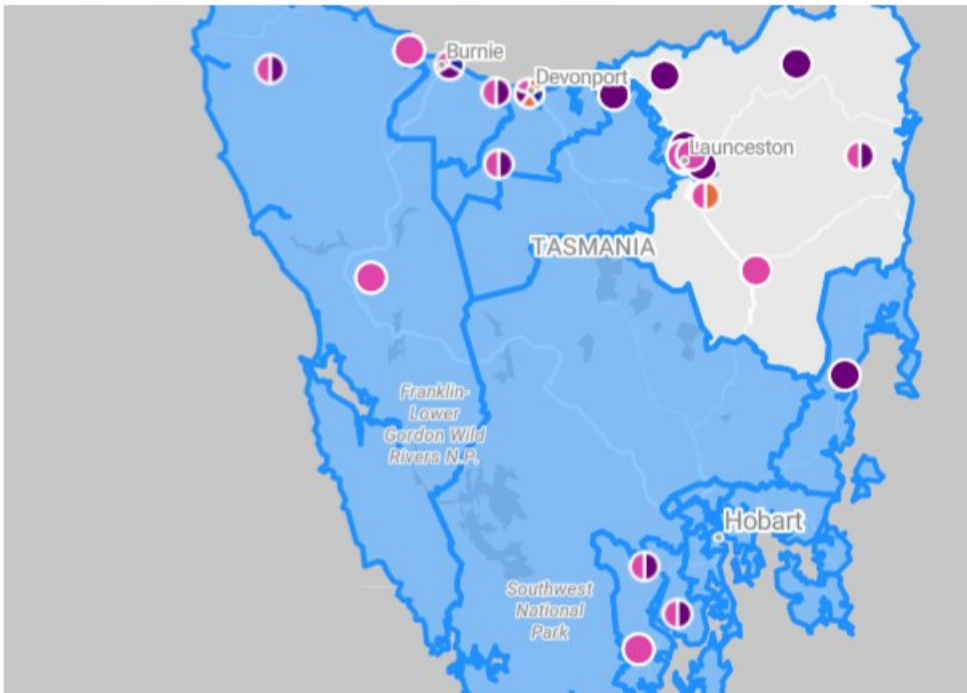 Burnie
Devonport
Launceston
TASMANIA
Franklin-
Lower
Gordon Wild
Rivers N.P.
Hobart
Southwest
National
Park